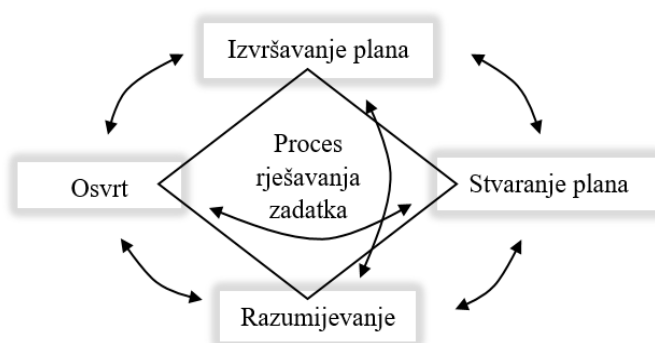 Izvršavanje plana
Proces
rješavanja
zadatka
Osvrt
Stvaranje plana
Razumijevanje